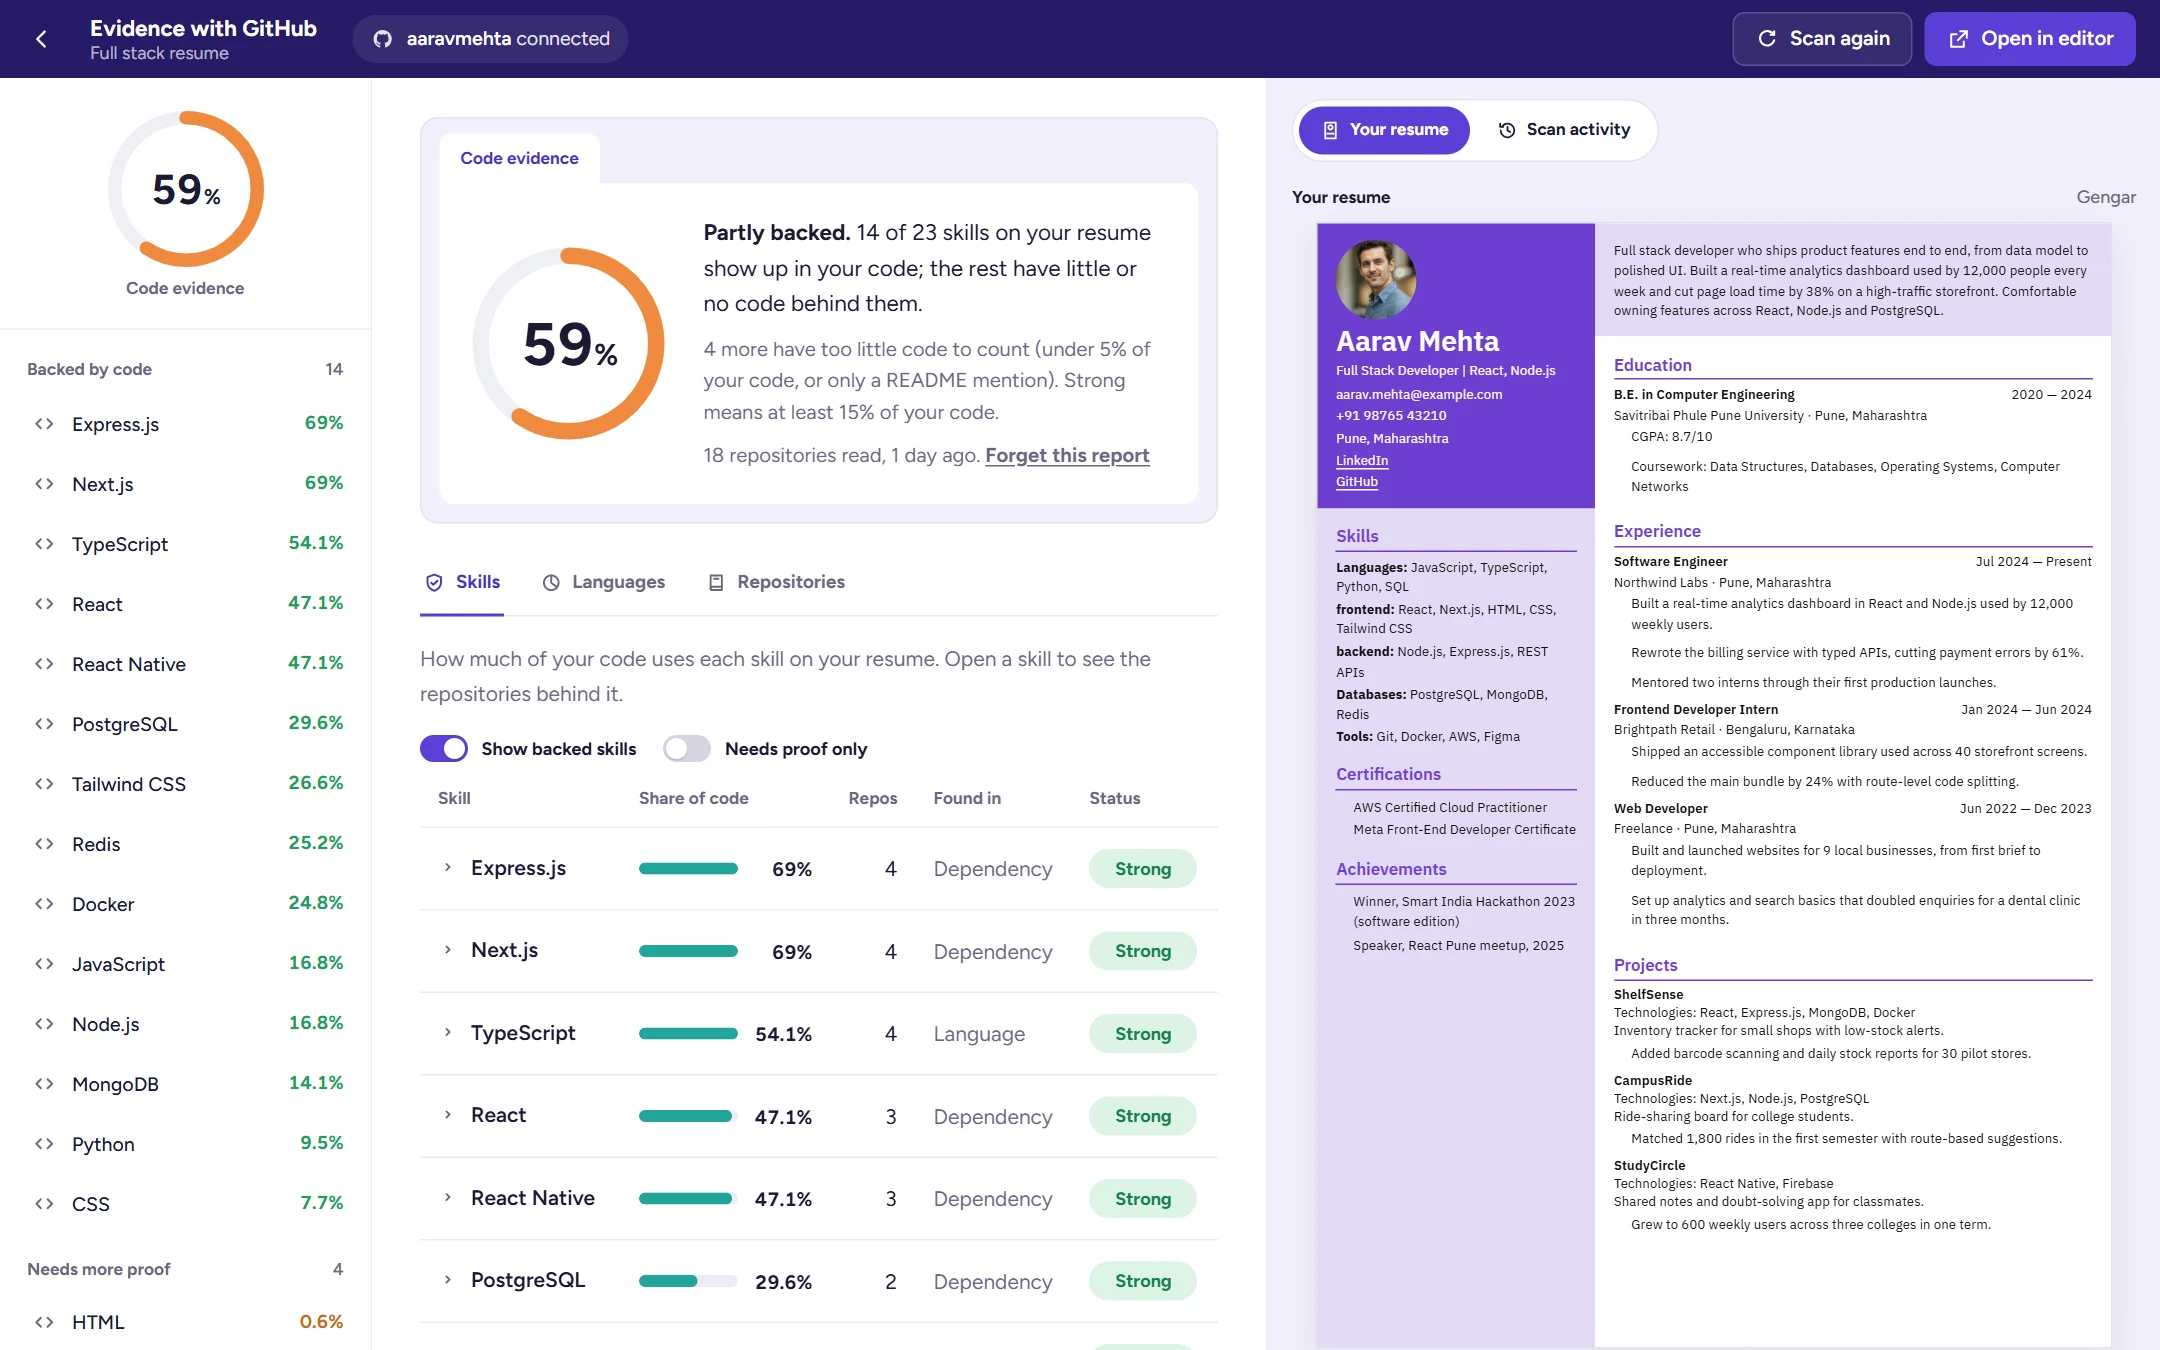 Evidence with GitHub
Full stack resume
aaravmehta connected
Scan again
Open in editor
59%
Code evidence
Backed by code 14
Express.js 69%
Next.js 69%
TypeScript 54.1%
React 47.1%
React Native 47.1%
PostgreSQL 29.6%
Tailwind CSS 26.6%
Redis 25.2%
Docker 24.8%
JavaScript 16.8%
Node.js 16.8%
MongoDB 14.1%
Python 9.5%
CSS 7.7%
Needs more proof 4
HTML 0.6%
Code evidence
59%
Partly backed. 14 of 23 skills on your resume
show up in your code; the rest have little or
no code behind them.
4 more have too little code to count (under 5% of
your code, or only a README mention). Strong
means at least 15% of your code.
18 repositories read, 1 day ago. Forget this report
Skills Languages Repositories
How much of your code uses each skill on your resume. Open a skill to see the
repositories behind it.
Show backed skills Needs proof only
Skill Share of code Repos Found in Status
Express.js 69% 4 Dependency Strong
Next.js 69% 4 Dependency Strong
TypeScript 54.1% 4 Language Strong
React 47.1% 3 Dependency Strong
React Native 47.1% 3 Dependency Strong
PostgreSQL 29.6% 2 Dependency Strong
Your resume Scan activity
Your resume Gengar
Aarav Mehta
Full Stack Developer | React, Node.js
aarav.mehta@example.com
+91 98765 43210
Pune, Maharashtra
LinkedIn
GitHub
Skills
Languages: JavaScript, TypeScript,
Python, SQL
frontend: React, Next.js, HTML, CSS,
Tailwind CSS
backend: Node.js, Express.js, REST
APIs
Databases: PostgreSQL, MongoDB,
Redis
Tools: Git, Docker, AWS, Figma
Certifications
AWS Certified Cloud Practitioner
Meta Front-End Developer Certificate
Achievements
Winner, Smart India Hackathon 2023
(software edition)
Speaker, React Pune meetup, 2025
Full stack developer who ships product features end to end, from data model to
polished UI. Built a real-time analytics dashboard used by 12,000 people every
week and cut page load time by 38% on a high-traffic storefront. Comfortable
owning features across React, Node.js and PostgreSQL.
Education
B.E. in Computer Engineering 2020 — 2024
Savitribai Phule Pune University · Pune, Maharashtra
CGPA: 8.7/10
Coursework: Data Structures, Databases, Operating Systems, Computer
Networks
Experience
Software Engineer Jul 2024 — Present
Northwind Labs · Pune, Maharashtra
Built a real-time analytics dashboard in React and Node.js used by 12,000
weekly users.
Rewrote the billing service with typed APIs, cutting payment errors by 61%.
Mentored two interns through their first production launches.
Frontend Developer Intern Jan 2024 — Jun 2024
Brightpath Retail · Bengaluru, Karnataka
Shipped an accessible component library used across 40 storefront screens.
Reduced the main bundle by 24% with route-level code splitting.
Web Developer Jun 2022 — Dec 2023
Freelance · Pune, Maharashtra
Built and launched websites for 9 local businesses, from first brief to
deployment.
Set up analytics and search basics that doubled enquiries for a dental clinic
in three months.
Projects
ShelfSense
Technologies: React, Express.js, MongoDB, Docker
Inventory tracker for small shops with low-stock alerts.
Added barcode scanning and daily stock reports for 30 pilot stores.
CampusRide
Technologies: Next.js, Node.js, PostgreSQL
Ride-sharing board for college students.
Matched 1,800 rides in the first semester with route-based suggestions.
StudyCircle
Technologies: React Native, Firebase
Shared notes and doubt-solving app for classmates.
Grew to 600 weekly users across three colleges in one term.